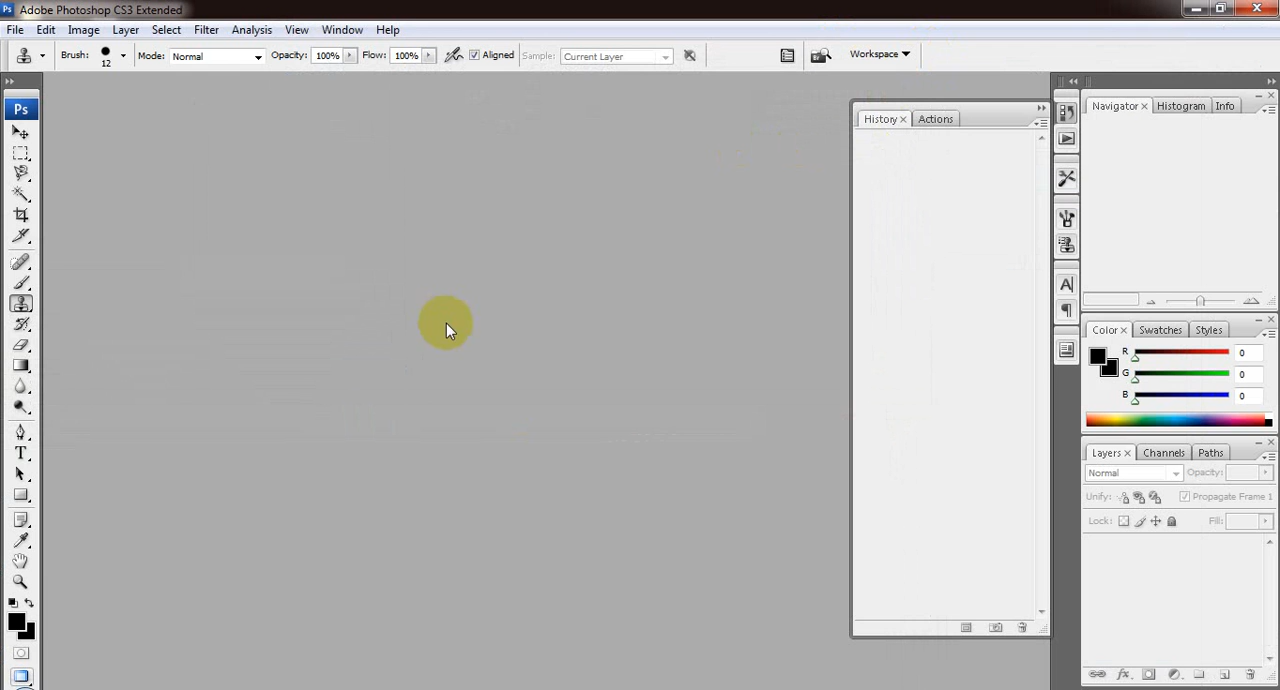 Ps Adobe Photoshop CS3 Extended
File Edit Image Layer Select Filter Analysis View Window Help
Brush: 12 Mode: Normal Opacity: 100% Flow: 100% Aligned Sample: Current Layer Br Workspace
Ps
History Actions
Navigator Histogram Info
Color Swatches Styles
R 0
G 0
B 0
Layers Channels Paths
Normal Opacity:
Unify: Propagate Frame 1
Lock: Fill: